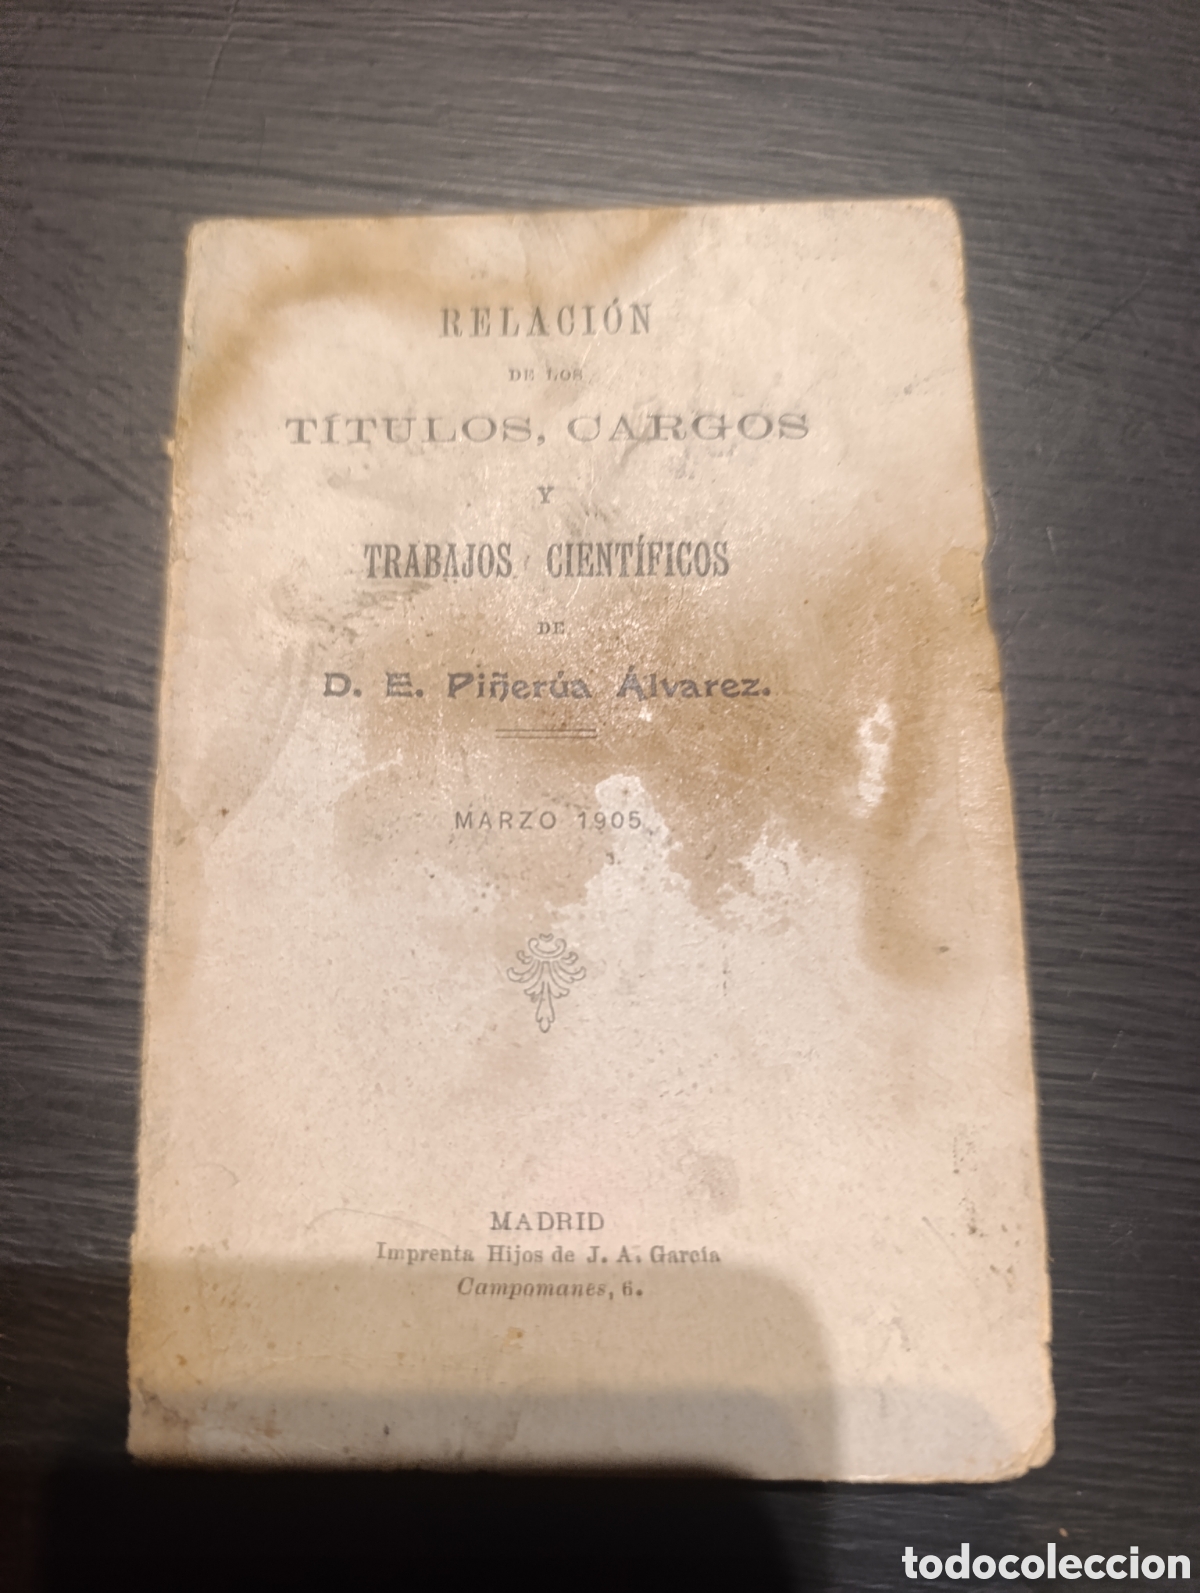 RELACIÓN
DE LOS
TÍTULOS, CARGOS
Y
TRABAJOS CIENTÍFICOS
DE
D. E. Piñerúa Álvarez.
MARZO 1905
MADRID
Imprenta Hijos de J. A. García
Campomanes, 6.
todocoleccion